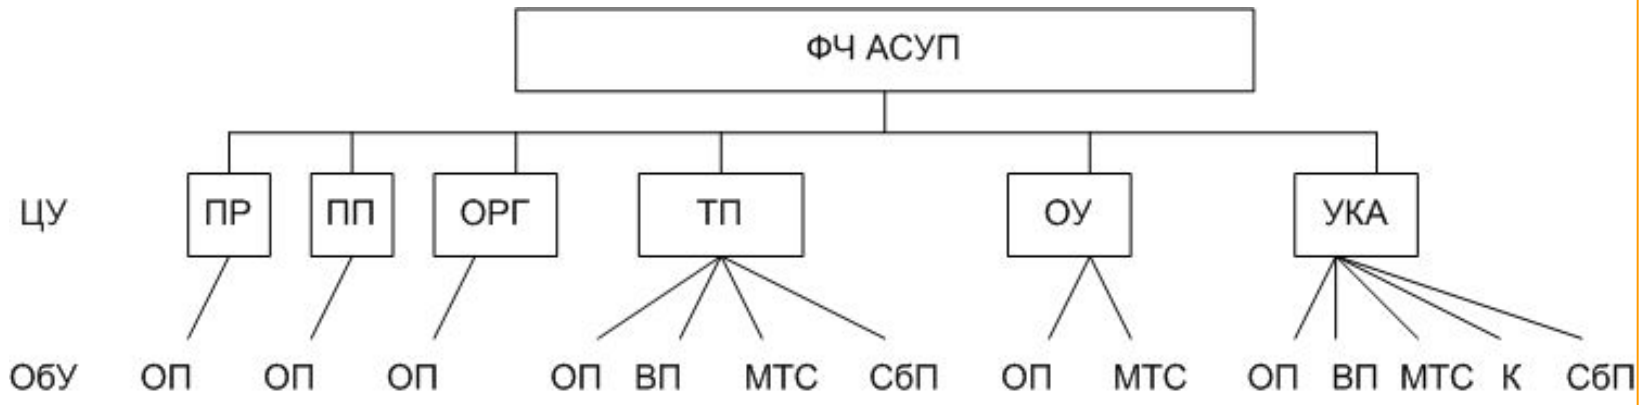 ФЧ АСУП
ЦУ ПР ПП ОРГ ТП ОУ УКА
ОбУ ОП ОП ОП ОП ВП МТС СбП ОП МТС ОП ВП МТС К СбП